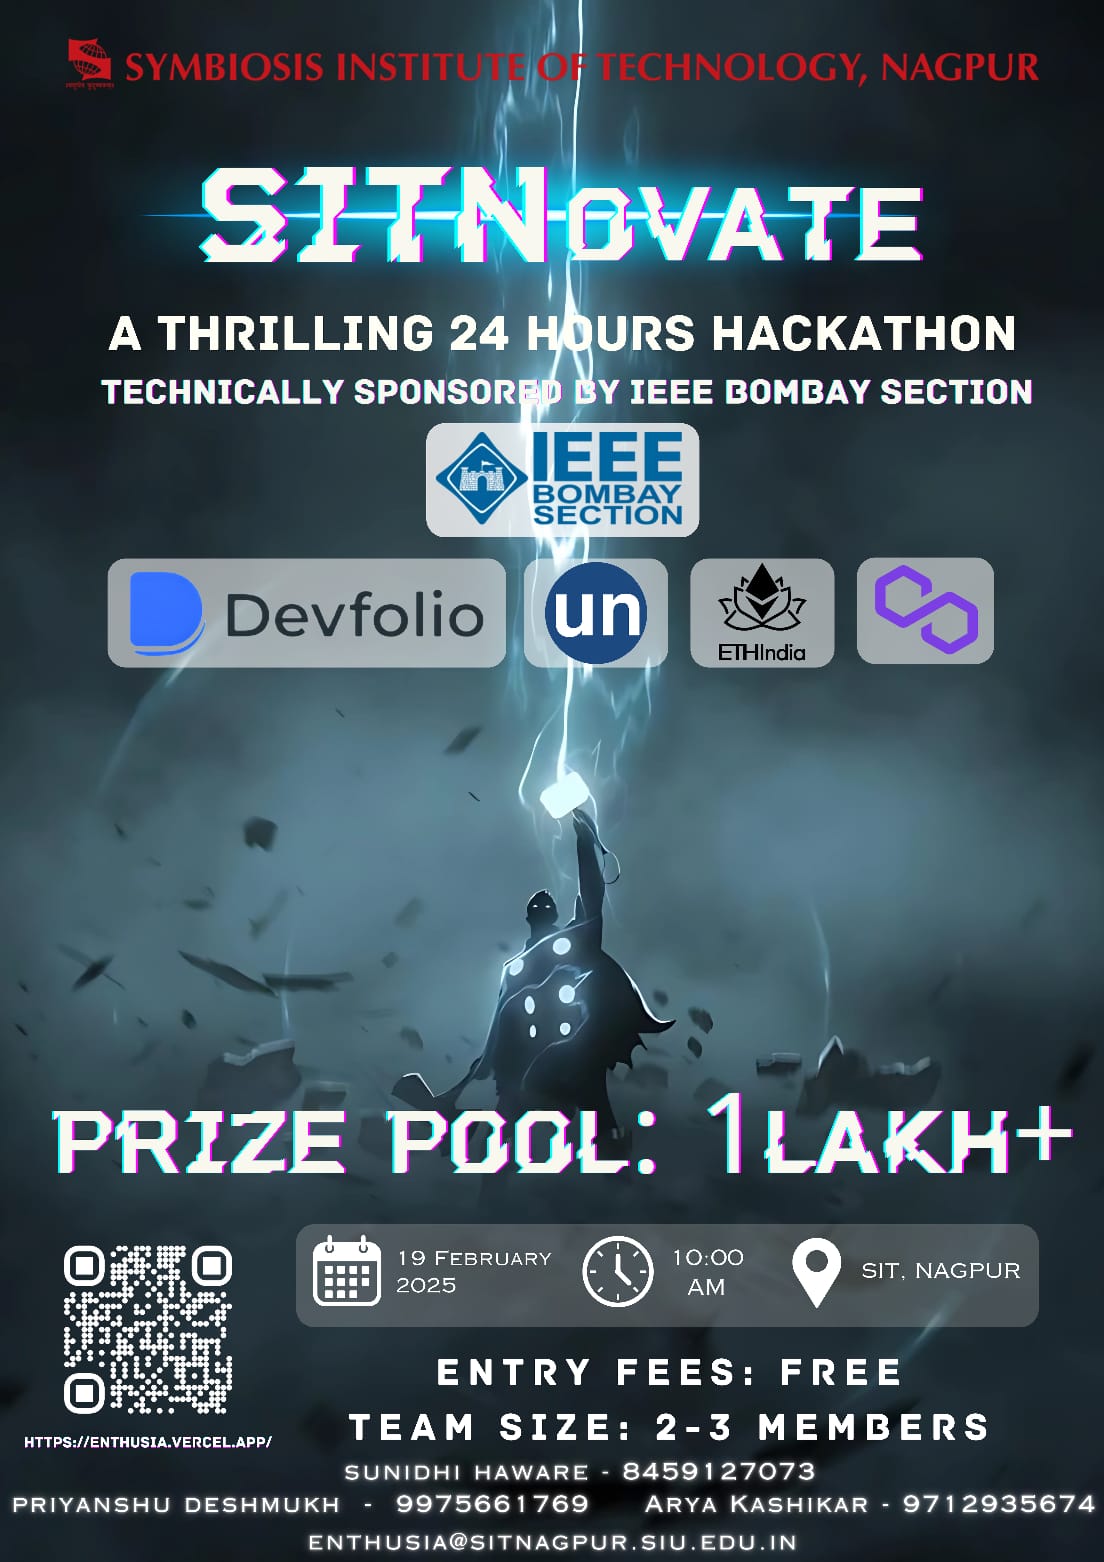 SYMBIOSIS INSTITUTE OF TECHNOLOGY, NAGPUR
SITNOVATE
A THRILLING 24 HOURS HACKATHON
TECHNICALLY SPONSORED BY IEEE BOMBAY SECTION
IEEE
BOMBAY
SECTION
Devfolio
un
ETHIndia
PRIZE POOL: 1LAKH+
19 FEBRUARY
2025
10:00
AM
SIT, NAGPUR
ENTRY FEES: FREE
TEAM SIZE: 2-3 MEMBERS
HTTPS://ENTHUSIA.VERCEL.APP/
SUNIDHI HAWARE - 8459127073
PRIYANSHU DESHMUKH - 9975661769 ARYA KASHIKAR - 9712935674
ENTHUSIA@SITNAGPUR.SIU.EDU.IN